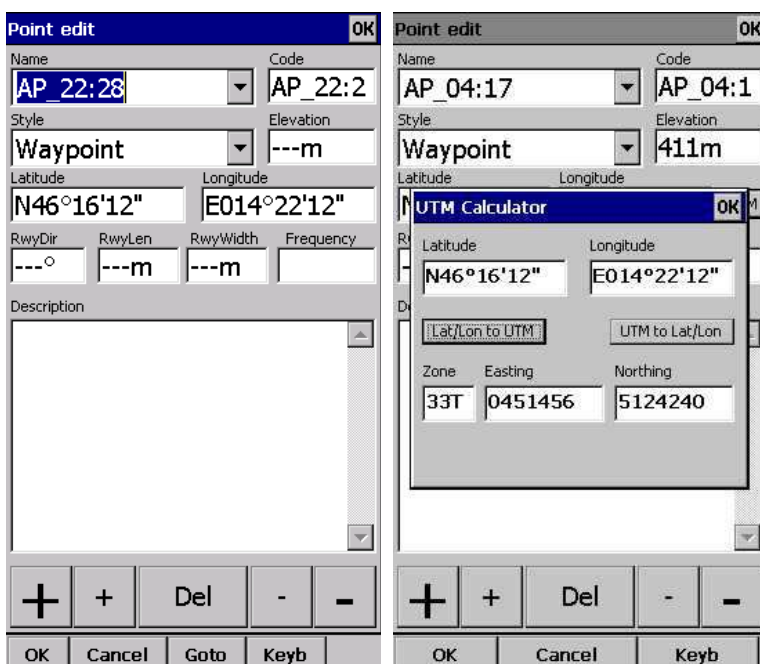 Point edit OK
Name Code
AP_22:28 AP_22:2
Style Elevation
Waypoint ---m
Latitude Longitude
N46°16'12" E014°22'12"
RwyDir RwyLen RwyWidth Frequency
---° ---m ---m
Description
+ + Del - -
OK Cancel Goto Keyb
Point edit OK
Name Code
AP_04:17 AP_04:1
Style Elevation
Waypoint 411m
Latitude Longitude
UTM Calculator OK
Latitude Longitude
N46°16'12" E014°22'12"
Lat/Lon to UTM UTM to Lat/Lon
Zone Easting Northing
33T 0451456 5124240
+ + Del - -
OK Cancel Keyb